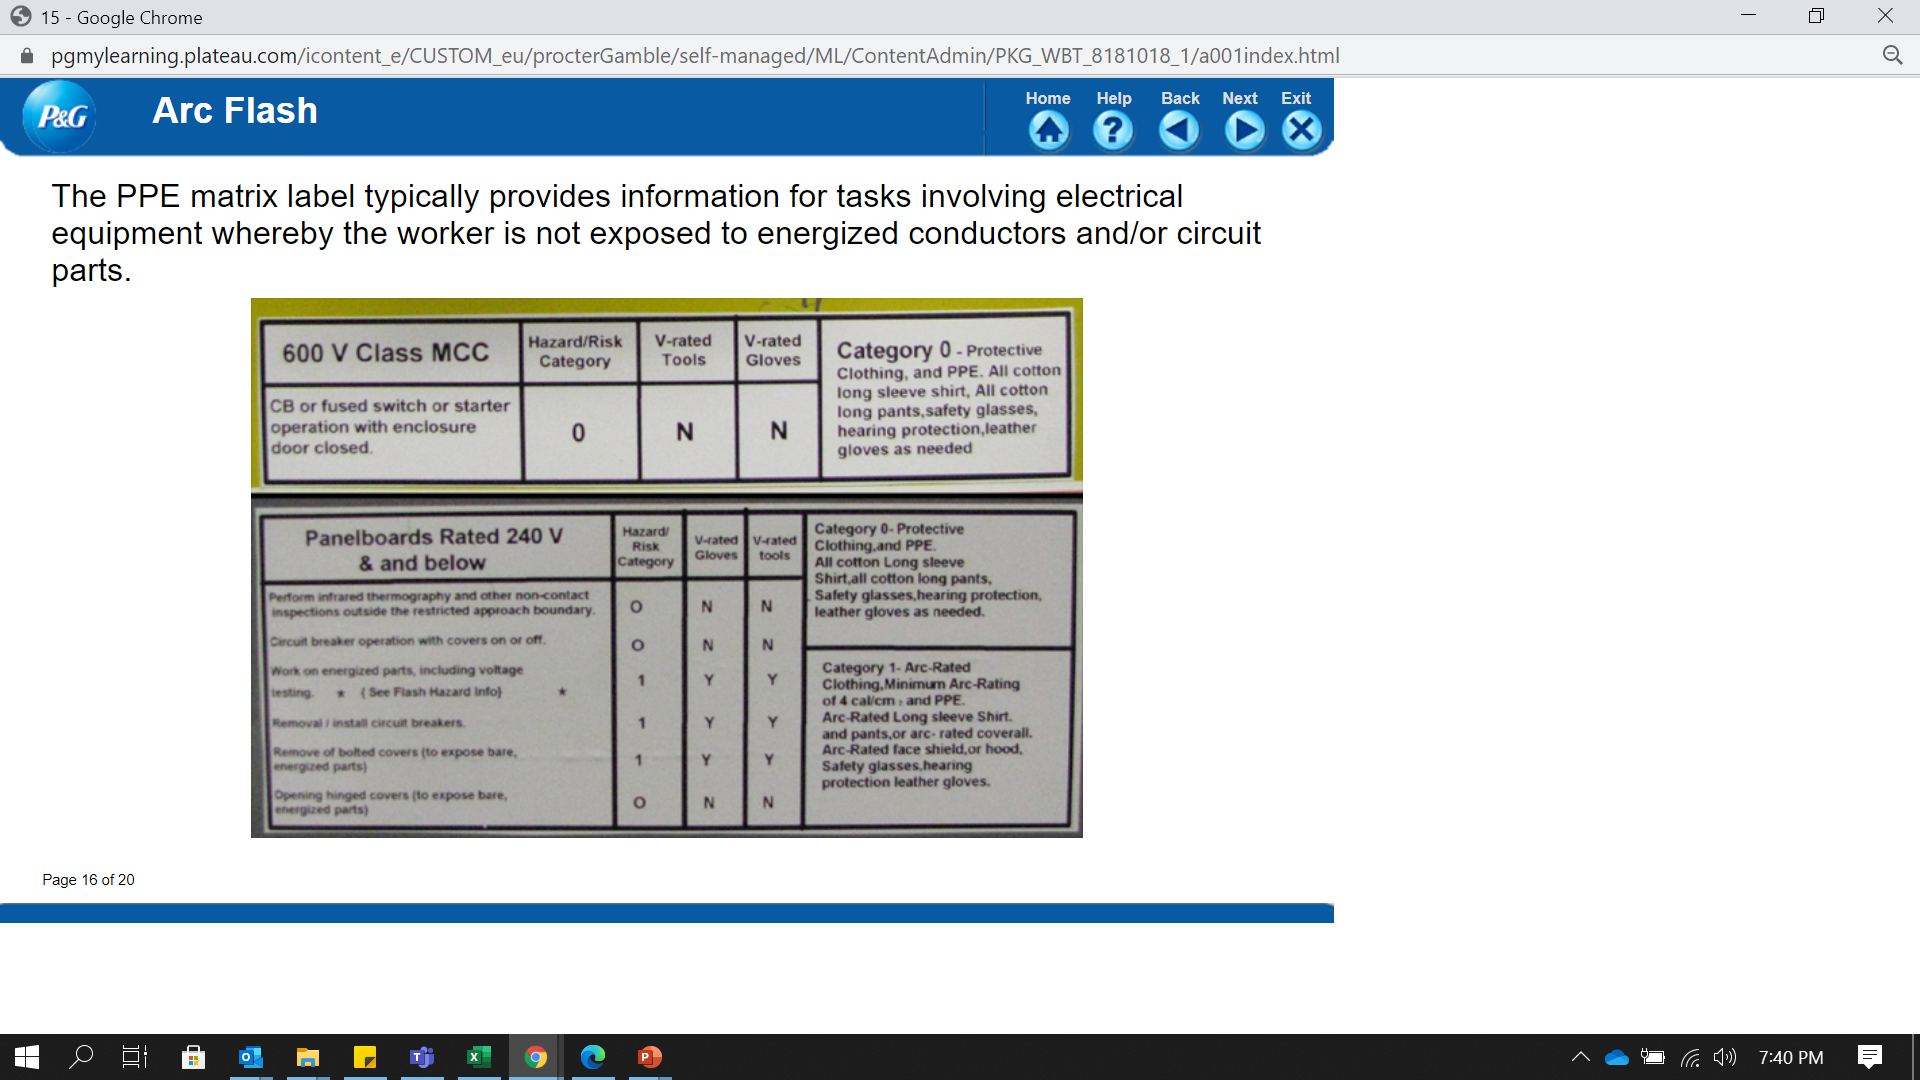 15 - Google Chrome
pgmylearning.plateau.com/icontent_e/CUSTOM_eu/procterGamble/self-managed/ML/ContentAdmin/PKG_WBT_8181018_1/a001index.html
P&G
Arc Flash
Home Help Back Next Exit
The PPE matrix label typically provides information for tasks involving electrical
equipment whereby the worker is not exposed to energized conductors and/or circuit
parts.
600 V Class MCC
Hazard/Risk
Category
V-rated
Tools
V-rated
Gloves
Category 0 - Protective
Clothing, and PPE. All cotton
long sleeve shirt, All cotton
long pants,safety glasses,
hearing protection,leather
gloves as needed
CB or fused switch or starter
operation with enclosure
door closed.
0 N N
Panelboards Rated 240 V
& and below
Hazard/
Risk
Category
V-rated
Gloves
V-rated
tools
Category 0- Protective
Clothing,and PPE.
All cotton Long sleeve
Shirt,all cotton long pants,
Safety glasses,hearing protection,
leather gloves as needed.
Perform infrared thermography and other non-contact
inspections outside the restricted approach boundary.
O N N
Circuit breaker operation with covers on or off.
O N N
Work on energized parts, including voltage
testing. * ( See Flash Hazard Info) *
1 Y Y
Removal / install circuit breakers.
1 Y Y
Remove of bolted covers (to expose bare,
energized parts)
1 Y Y
Opening hinged covers (to expose bare,
energized parts)
O N N
Category 1- Arc-Rated
Clothing,Minimum Arc-Rating
of 4 cal/cm 2 and PPE.
Arc-Rated Long sleeve Shirt.
and pants,or arc- rated coverall.
Arc-Rated face shield,or hood,
Safety glasses,hearing
protection leather gloves.
Page 16 of 20
7:40 PM